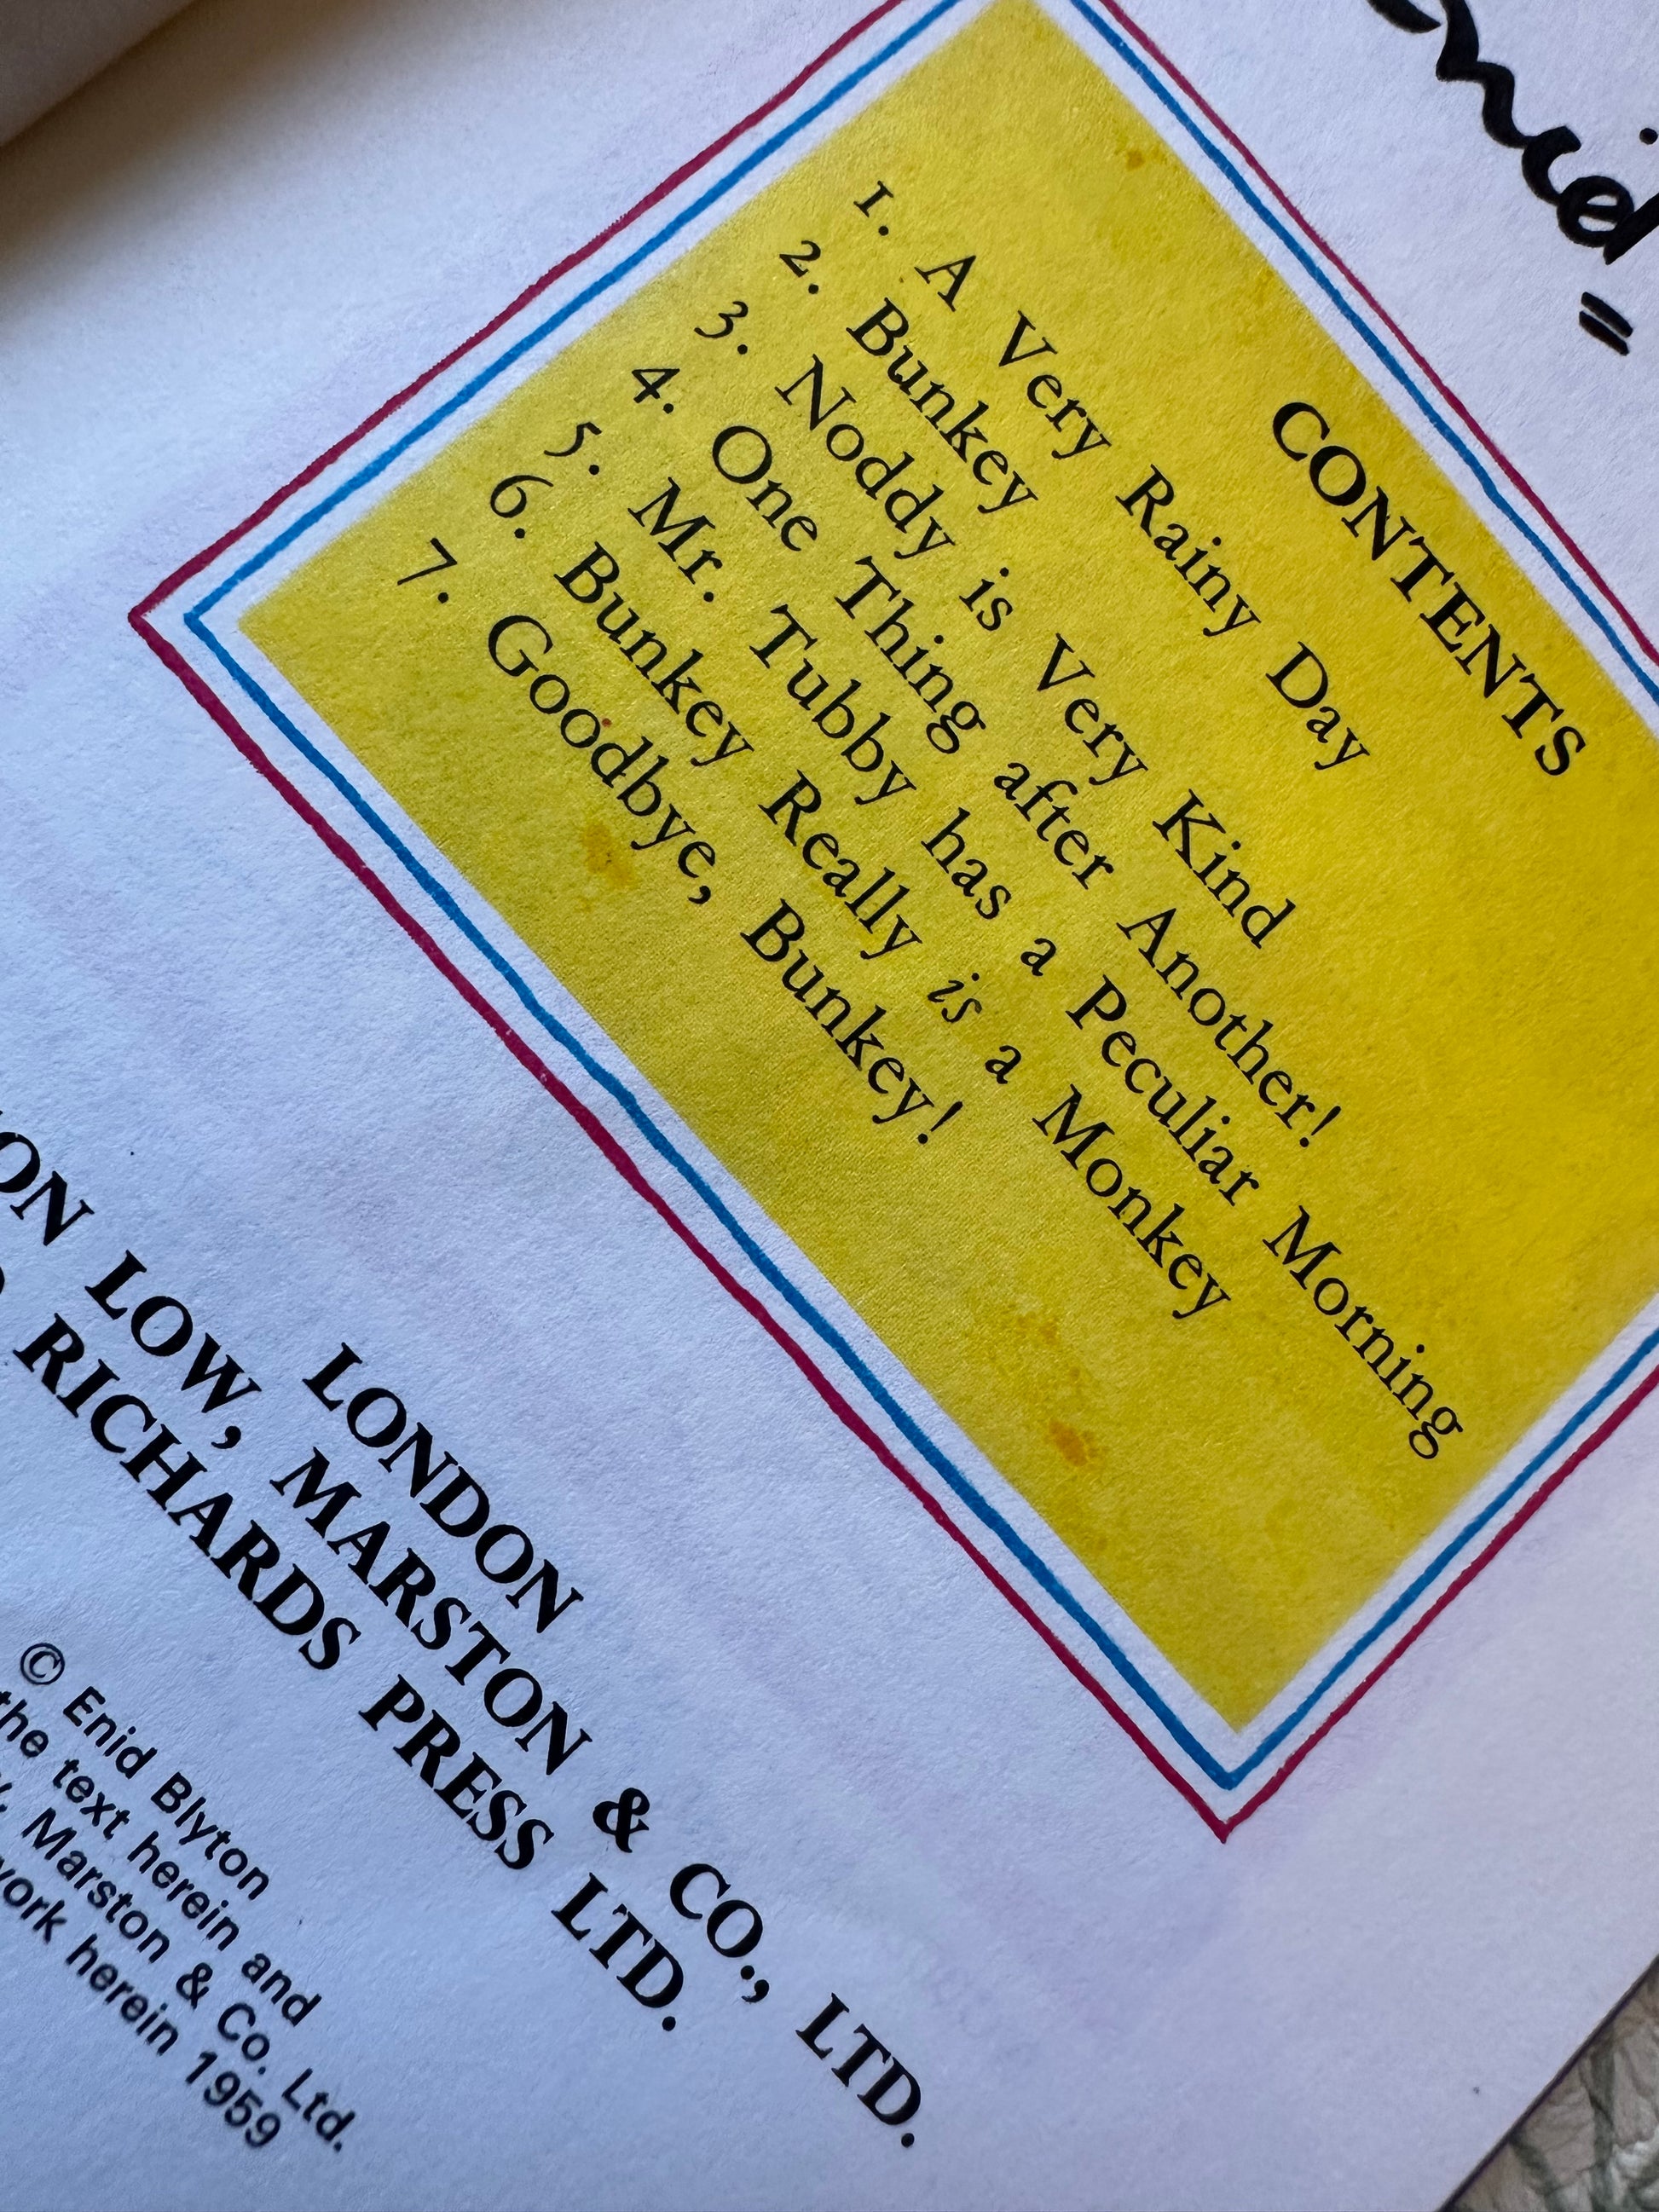 CONTENTS
1. A Very Rainy Day
2. Bunkey
3. Noddy is Very Kind
4. One Thing after Another!
5. Mr. Tubby has a Peculiar Morning
6. Bunkey Really is a Monkey
7. Goodbye, Bunkey!
LONDON
LOW, MARSTON & CO., LTD.
RICHARDS PRESS LTD.
© Enid Blyton
the text herein and
Marston & Co. Ltd.
herein 1959